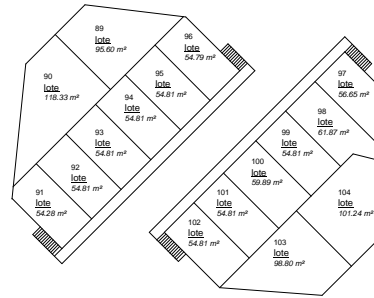 89
lote
95.60 m²
96
lote
54.79 m²
90
lote
118.33 m²
95
lote
54.81 m²
94
lote
54.81 m²
93
lote
54.81 m²
92
lote
54.81 m²
91
lote
54.28 m²
97
lote
56.65 m²
98
lote
61.87 m²
99
lote
54.81 m²
100
lote
59.89 m²
101
lote
54.81 m²
102
lote
54.81 m²
103
lote
98.80 m²
104
lote
101.24 m²